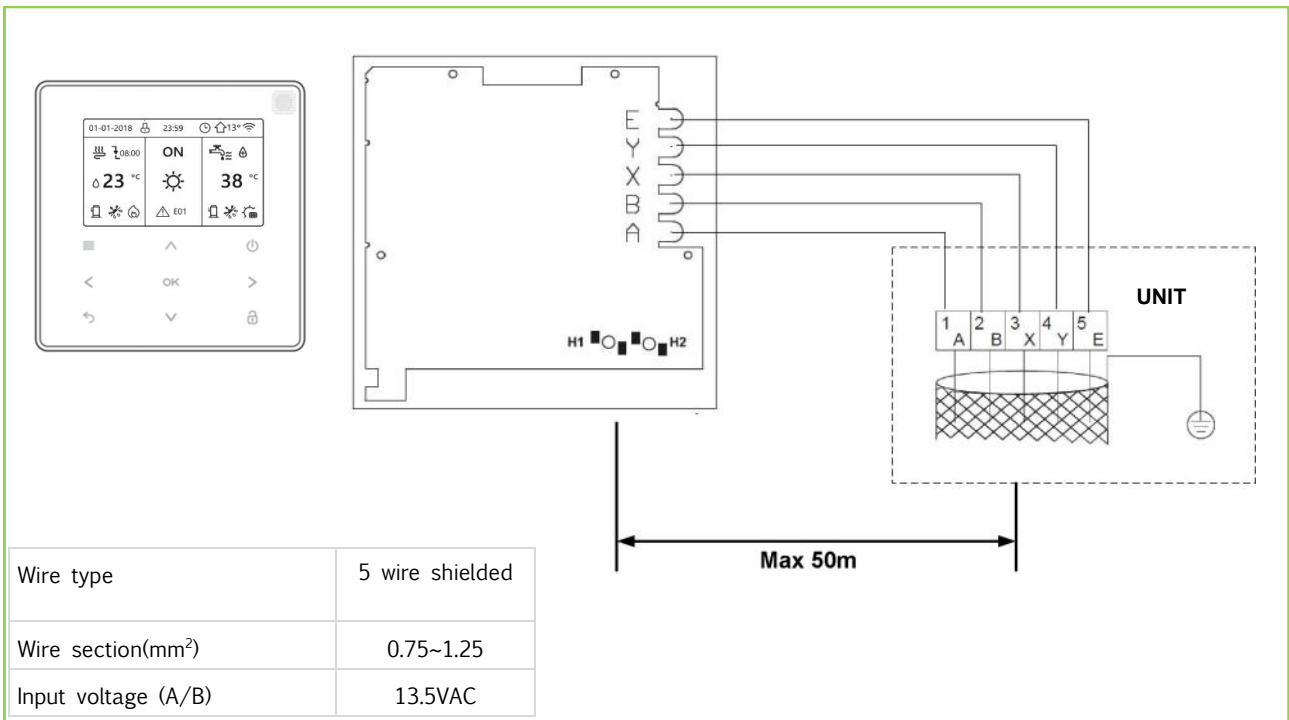 01-01-2018 23:59 13°
08:00 ON
23 °C 38 °C
E01
OK
E
Y
X
B
A
H1 H2
UNIT
1 2 3 4 5
A B X Y E
Max 50m
Wire type 5 wire shielded
Wire section(mm²) 0.75~1.25
Input voltage (A/B) 13.5VAC